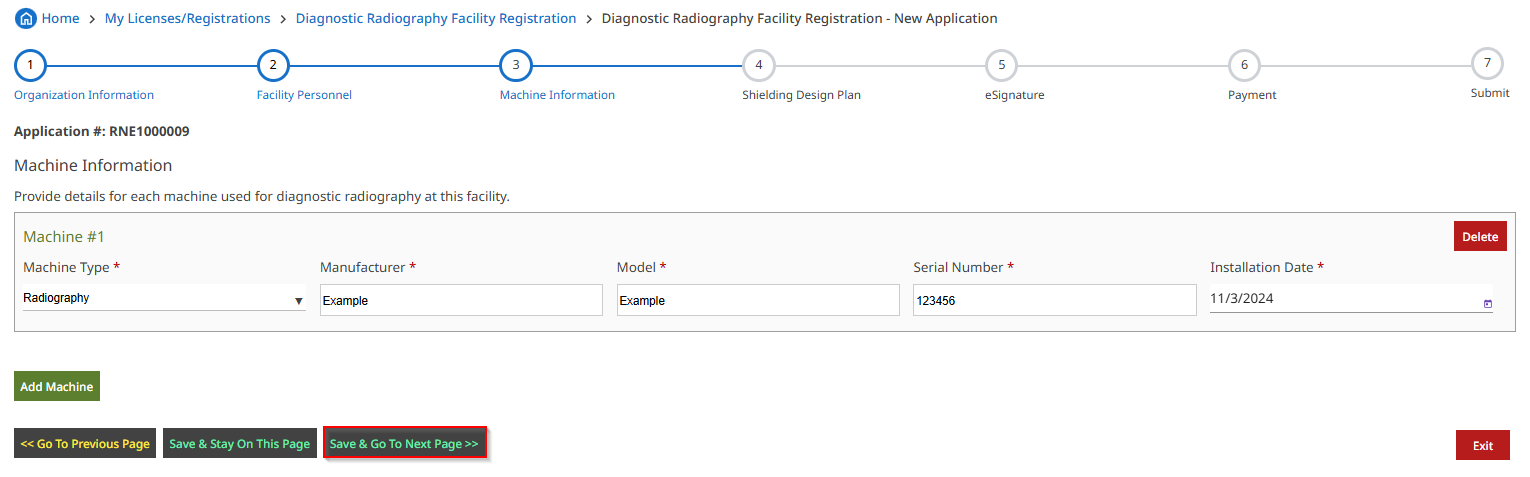 Home > My Licenses/Registrations > Diagnostic Radiography Facility Registration > Diagnostic Radiography Facility Registration - New Application
1 2 3 4 5 6 7
Organization Information Facility Personnel Machine Information Shielding Design Plan eSignature Payment Submit
Application #: RNE1000009
Machine Information
Provide details for each machine used for diagnostic radiography at this facility.
Machine #1 Delete
Machine Type * Manufacturer * Model * Serial Number * Installation Date *
Radiography Example Example 123456 11/3/2024
Add Machine
<< Go To Previous Page Save & Stay On This Page Save & Go To Next Page >> Exit